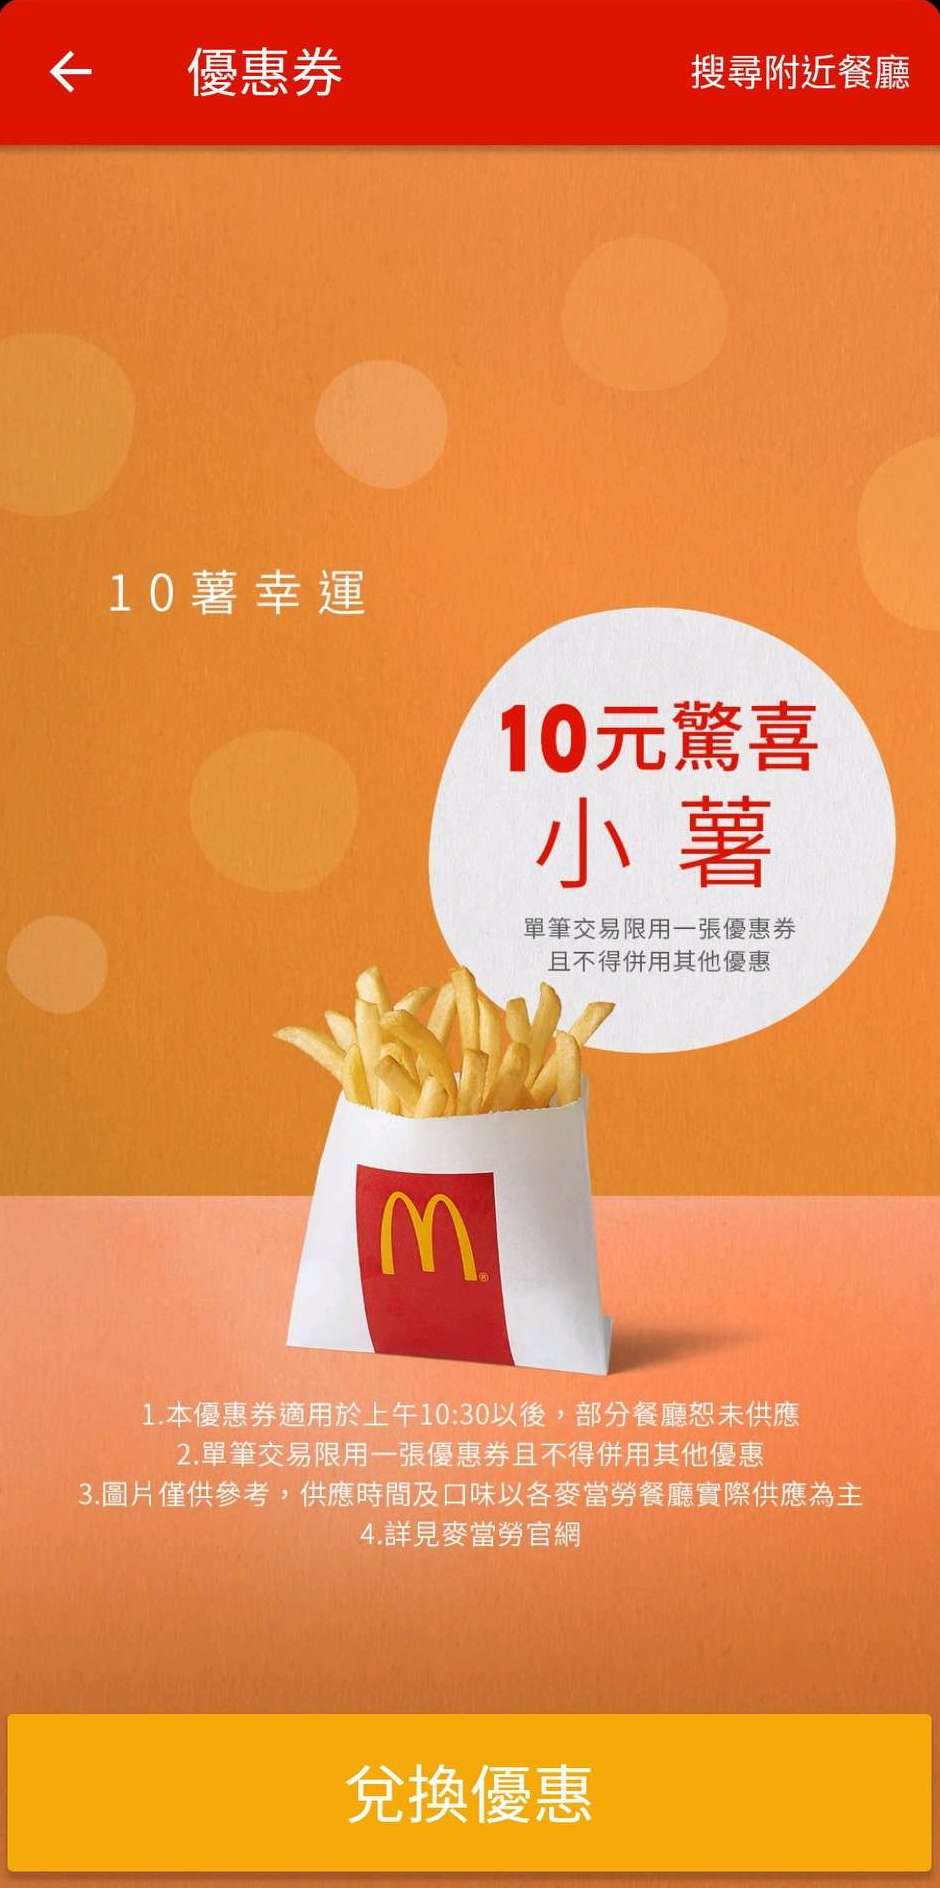 優惠券
搜尋附近餐廳
10薯幸運
10元驚喜
小薯
單筆交易限用一張優惠券
且不得併用其他優惠
®
1.本優惠券適用於上午10:30以後，部分餐廳恕未供應
2.單筆交易限用一張優惠券且不得併用其他優惠
3.圖片僅供參考，供應時間及口味以各麥當勞餐廳實際供應為主
4.詳見麥當勞官網
兌換優惠